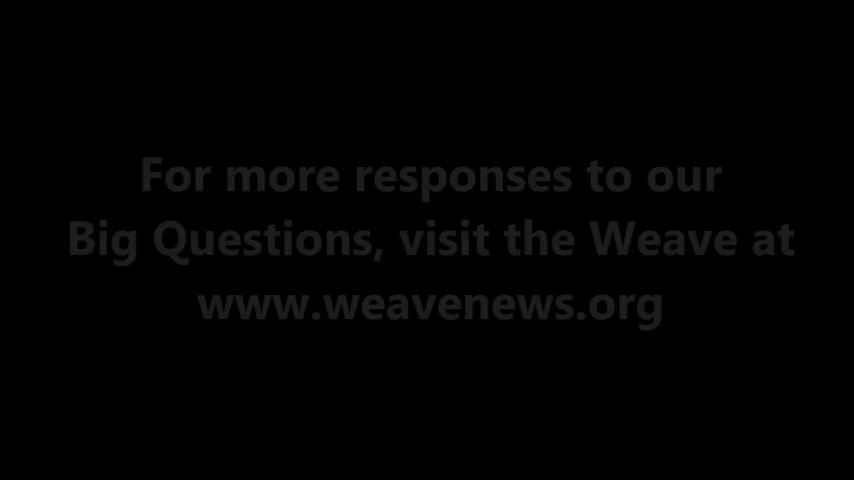 For more responses to our
Big Questions, visit the Weave at
www.weavenews.org